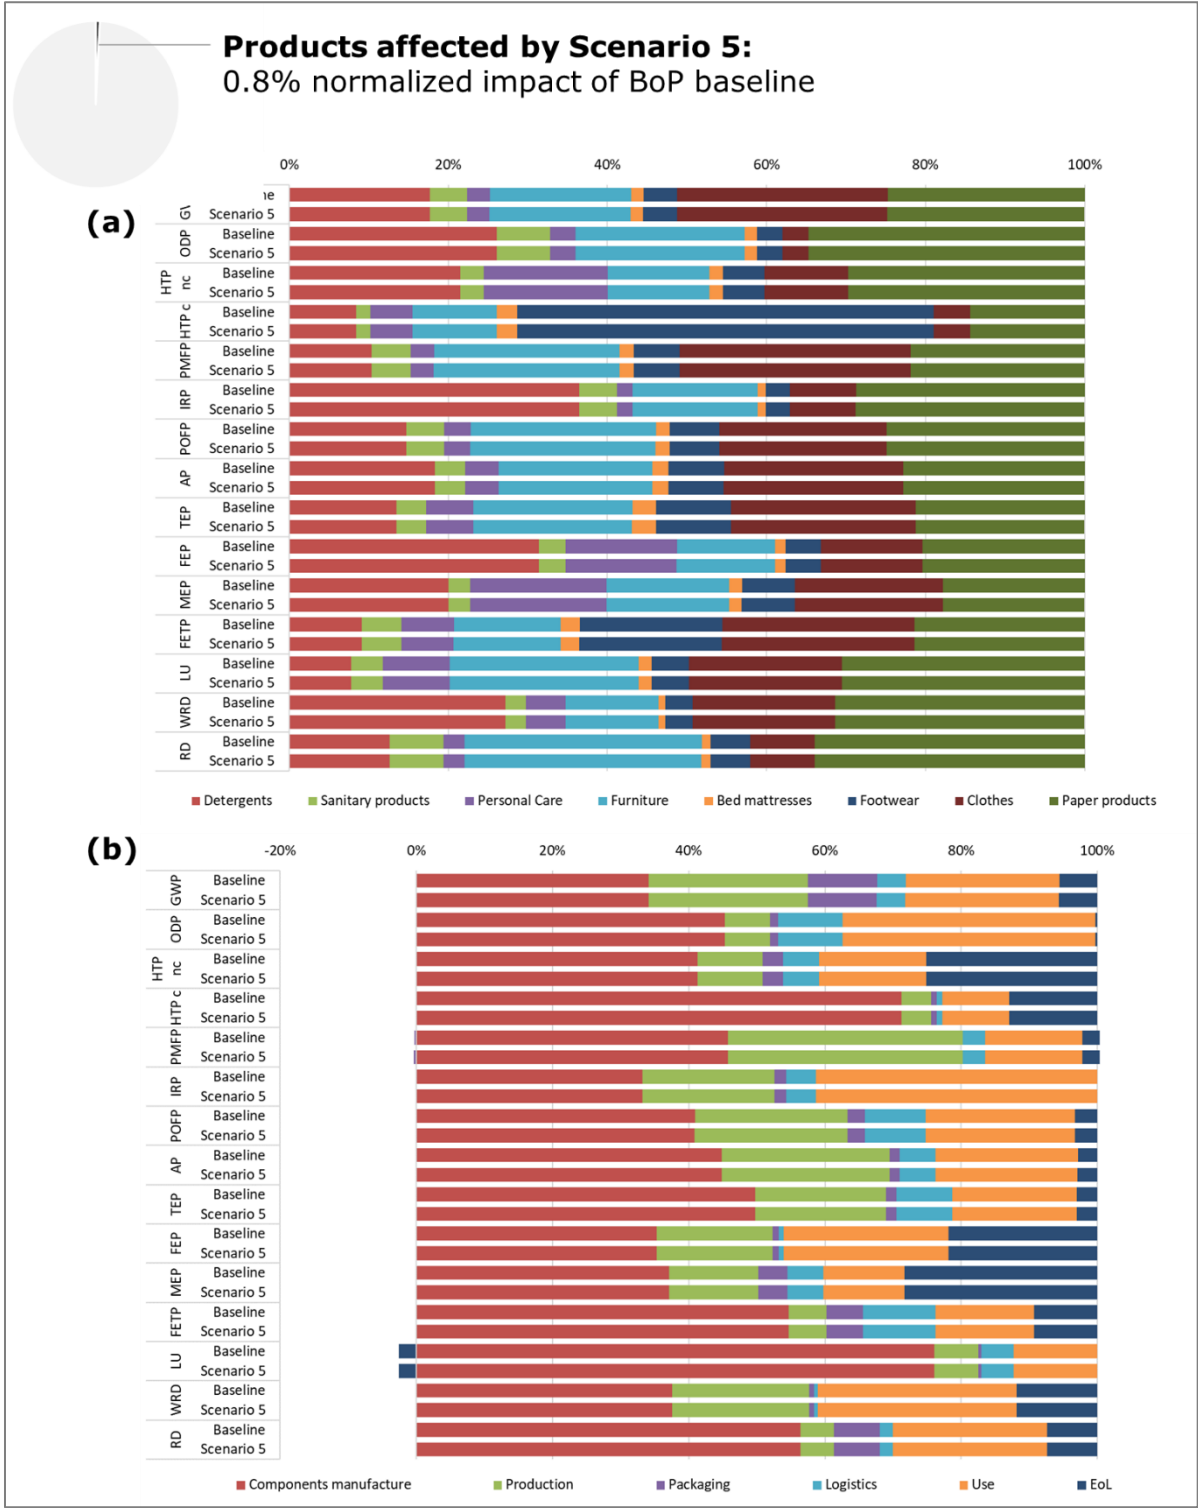 Products affected by Scenario 5:
0.8% normalized impact of BoP baseline
(a)
0% 20% 40% 60% 80% 100%
Scenario 5
ODP
Baseline
Scenario 5
HTP nc
Baseline
Scenario 5
HTP c
Baseline
Scenario 5
PMFP
Baseline
Scenario 5
IRP
Baseline
Scenario 5
POFP
Baseline
Scenario 5
AP
Baseline
Scenario 5
TEP
Baseline
Scenario 5
FEP
Baseline
Scenario 5
MEP
Baseline
Scenario 5
FETP
Baseline
Scenario 5
LU
Baseline
Scenario 5
WRD
Baseline
Scenario 5
RD
Baseline
Scenario 5
Detergents Sanitary products Personal Care Furniture Bed mattresses Footwear Clothes Paper products
(b)
-20% 0% 20% 40% 60% 80% 100%
GWP
Baseline
Scenario 5
ODP
Baseline
Scenario 5
HTP nc
Baseline
Scenario 5
HTP c
Baseline
Scenario 5
PMFP
Baseline
Scenario 5
IRP
Baseline
Scenario 5
POFP
Baseline
Scenario 5
AP
Baseline
Scenario 5
TEP
Baseline
Scenario 5
FEP
Baseline
Scenario 5
MEP
Baseline
Scenario 5
FETP
Baseline
Scenario 5
LU
Baseline
Scenario 5
WRD
Baseline
Scenario 5
RD
Baseline
Scenario 5
Components manufacture Production Packaging Logistics Use EoL